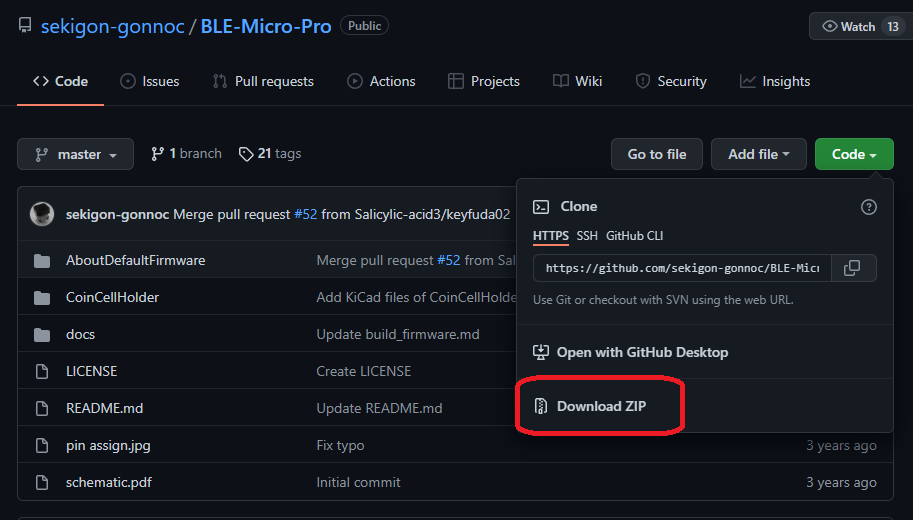 sekigon-gonnoc / BLE-Micro-Pro Public Watch 13
Code Issues Pull requests Actions Projects Wiki Security Insights
master 1 branch 21 tags Go to file Add file Code
sekigon-gonnoc Merge pull request #52 from Salicylic-acid3/keyfuda02
Clone
HTTPS SSH GitHub CLI
https://github.com/sekigon-gonnoc/BLE-Micr
Use Git or checkout with SVN using the web URL.
Open with GitHub Desktop
Download ZIP
AboutDefaultFirmware Merge pull request #52 from Sal
CoinCellHolder Add KiCad files of CoinCellHolde
docs Update build_firmware.md
LICENSE Create LICENSE
README.md Update README.md
pin assign.jpg Fix typo 3 years ago
schematic.pdf Initial commit 3 years ago